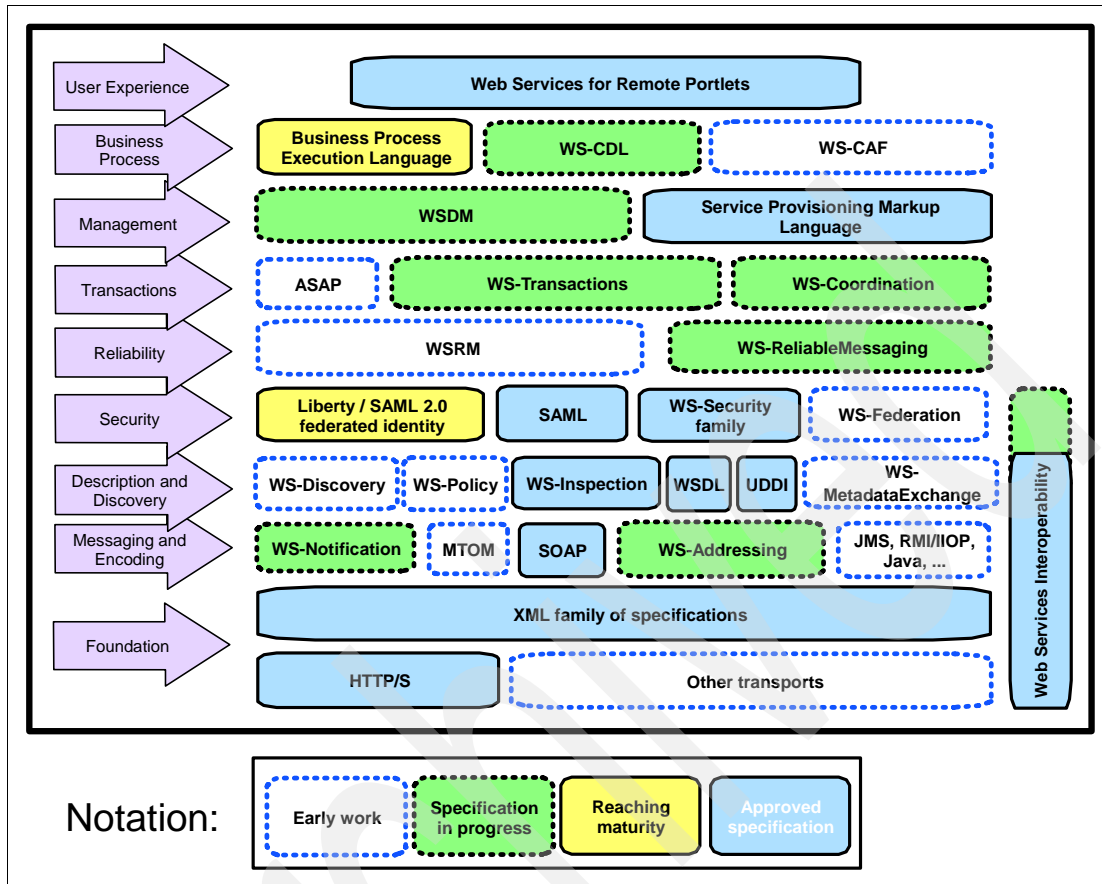 User Experience
Web Services for Remote Portlets
Business
Process
Business Process
Execution Language
WS-CDL
WS-CAF
Management
WSDM
Service Provisioning Markup
Language
Transactions
ASAP
WS-Transactions
WS-Coordination
Reliability
WSRM
WS-ReliableMessaging
Security
Liberty / SAML 2.0
federated identity
SAML
WS-Security
family
WS-Federation
Description and
Discovery
WS-Discovery
WS-Policy
WS-Inspection
WSDL
UDDI
WS-
MetadataExchange
Messaging and
Encoding
WS-Notification
MTOM
SOAP
WS-Addressing
JMS, RMI/IIOP,
Java, ...
Foundation
XML family of specifications
HTTP/S
Other transports
Web Services Interoperability
Notation:
Early work
Specification
in progress
Reaching
maturity
Approved
specification